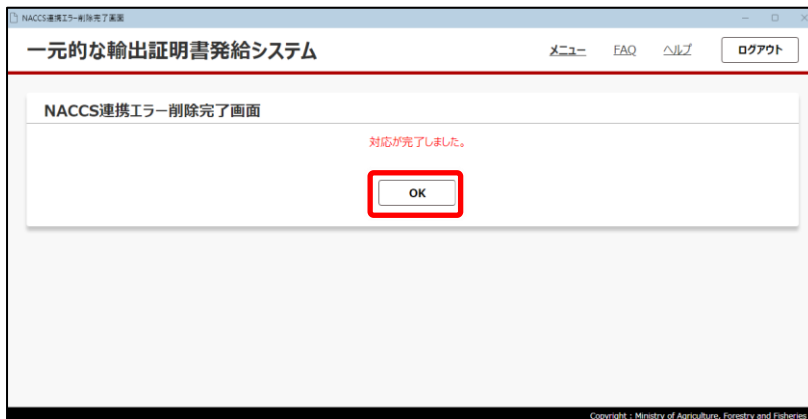 NACCS連携エラー削除完了画面
一元的な輸出証明書発給システム
メニュー FAQ ヘルプ ログアウト
NACCS連携エラー削除完了画面
対応が完了しました。
OK
Copyright : Ministry of Agriculture, Forestry and Fisheries